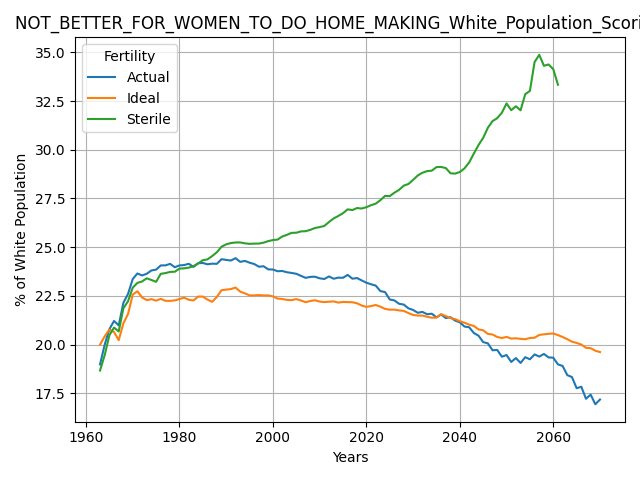 NOT_BETTER_FOR_WOMEN_TO_DO_HOME_MAKING_White_Population_Scori
Fertility
Actual
Ideal
Sterile
% of White Population
35.0
32.5
30.0
27.5
25.0
22.5
20.0
17.5
1960 1980 2000 2020 2040 2060
Years